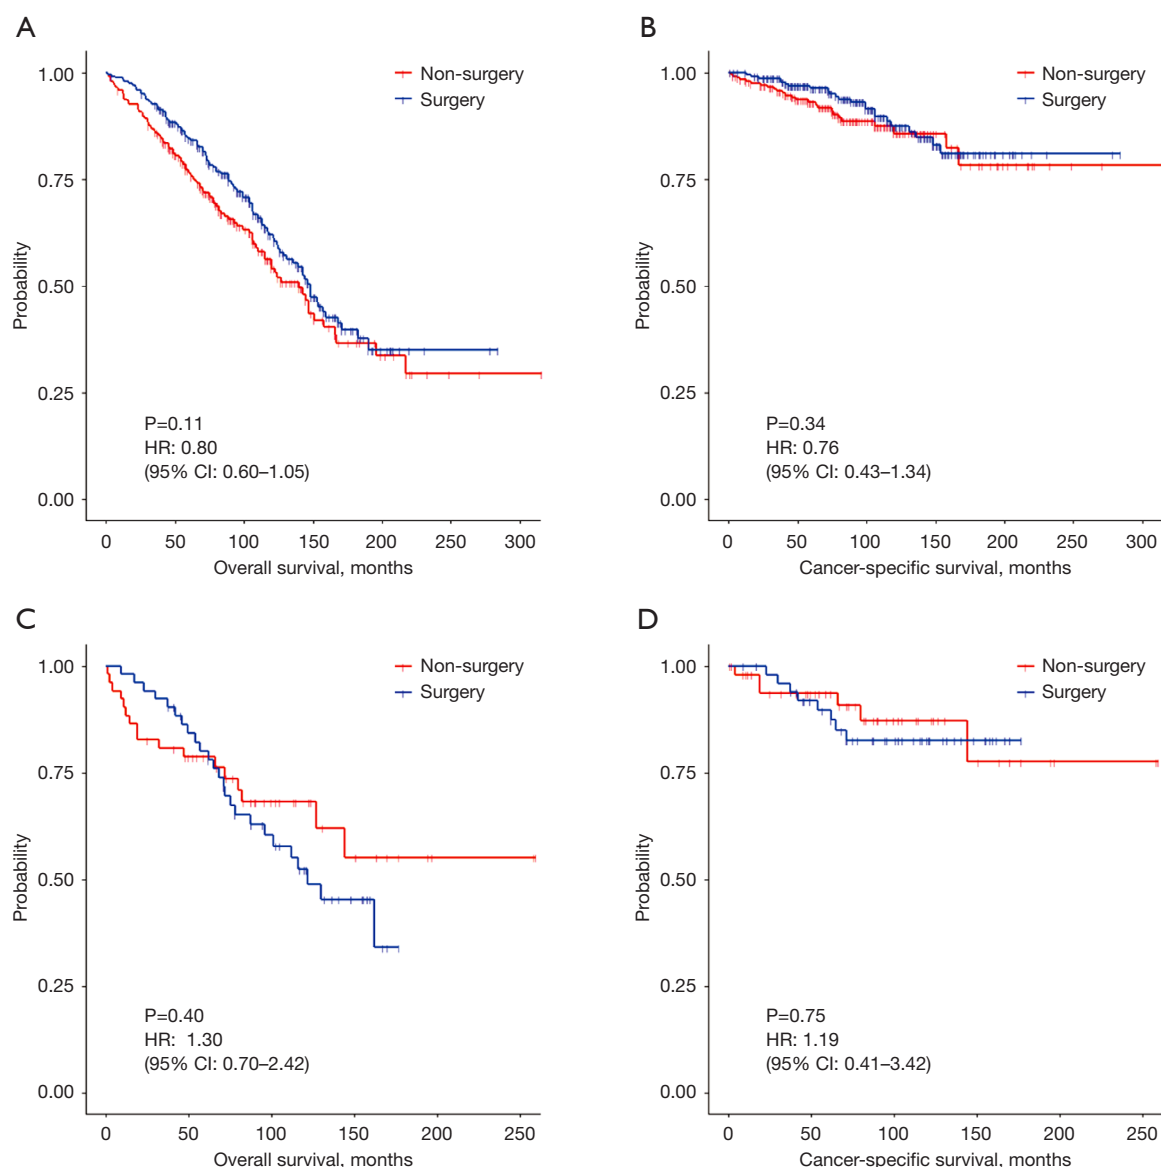 A
1.00
0.75
0.50
0.25
0.00
Probability
Non-surgery
Surgery
P=0.11
HR: 0.80
(95% CI: 0.60–1.05)
0 50 100 150 200 250 300
Overall survival, months
B
1.00
0.75
0.50
0.25
0.00
Probability
Non-surgery
Surgery
P=0.34
HR: 0.76
(95% CI: 0.43–1.34)
0 50 100 150 200 250 300
Cancer-specific survival, months
C
1.00
0.75
0.50
0.25
0.00
Probability
Non-surgery
Surgery
P=0.40
HR: 1.30
(95% CI: 0.70–2.42)
0 50 100 150 200 250
Overall survival, months
D
1.00
0.75
0.50
0.25
0.00
Probability
Non-surgery
Surgery
P=0.75
HR: 1.19
(95% CI: 0.41–3.42)
0 50 100 150 200 250
Cancer-specific survival, months